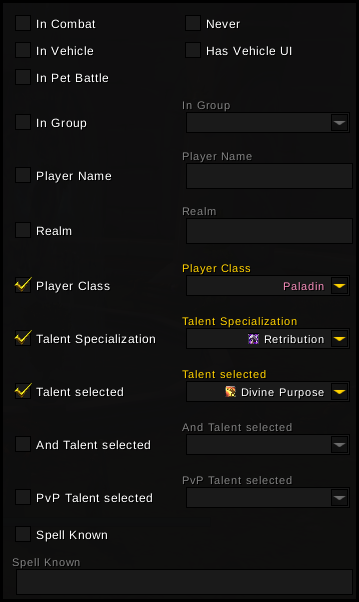 In Combat Never
In Vehicle Has Vehicle UI
In Pet Battle
In Group
In Group
Player Name
Player Name
Realm
Realm
Player Class
Player Class Paladin
Talent Specialization
Talent Specialization Retribution
Talent selected
Talent selected Divine Purpose
And Talent selected
And Talent selected
PvP Talent selected
PvP Talent selected
Spell Known
Spell Known